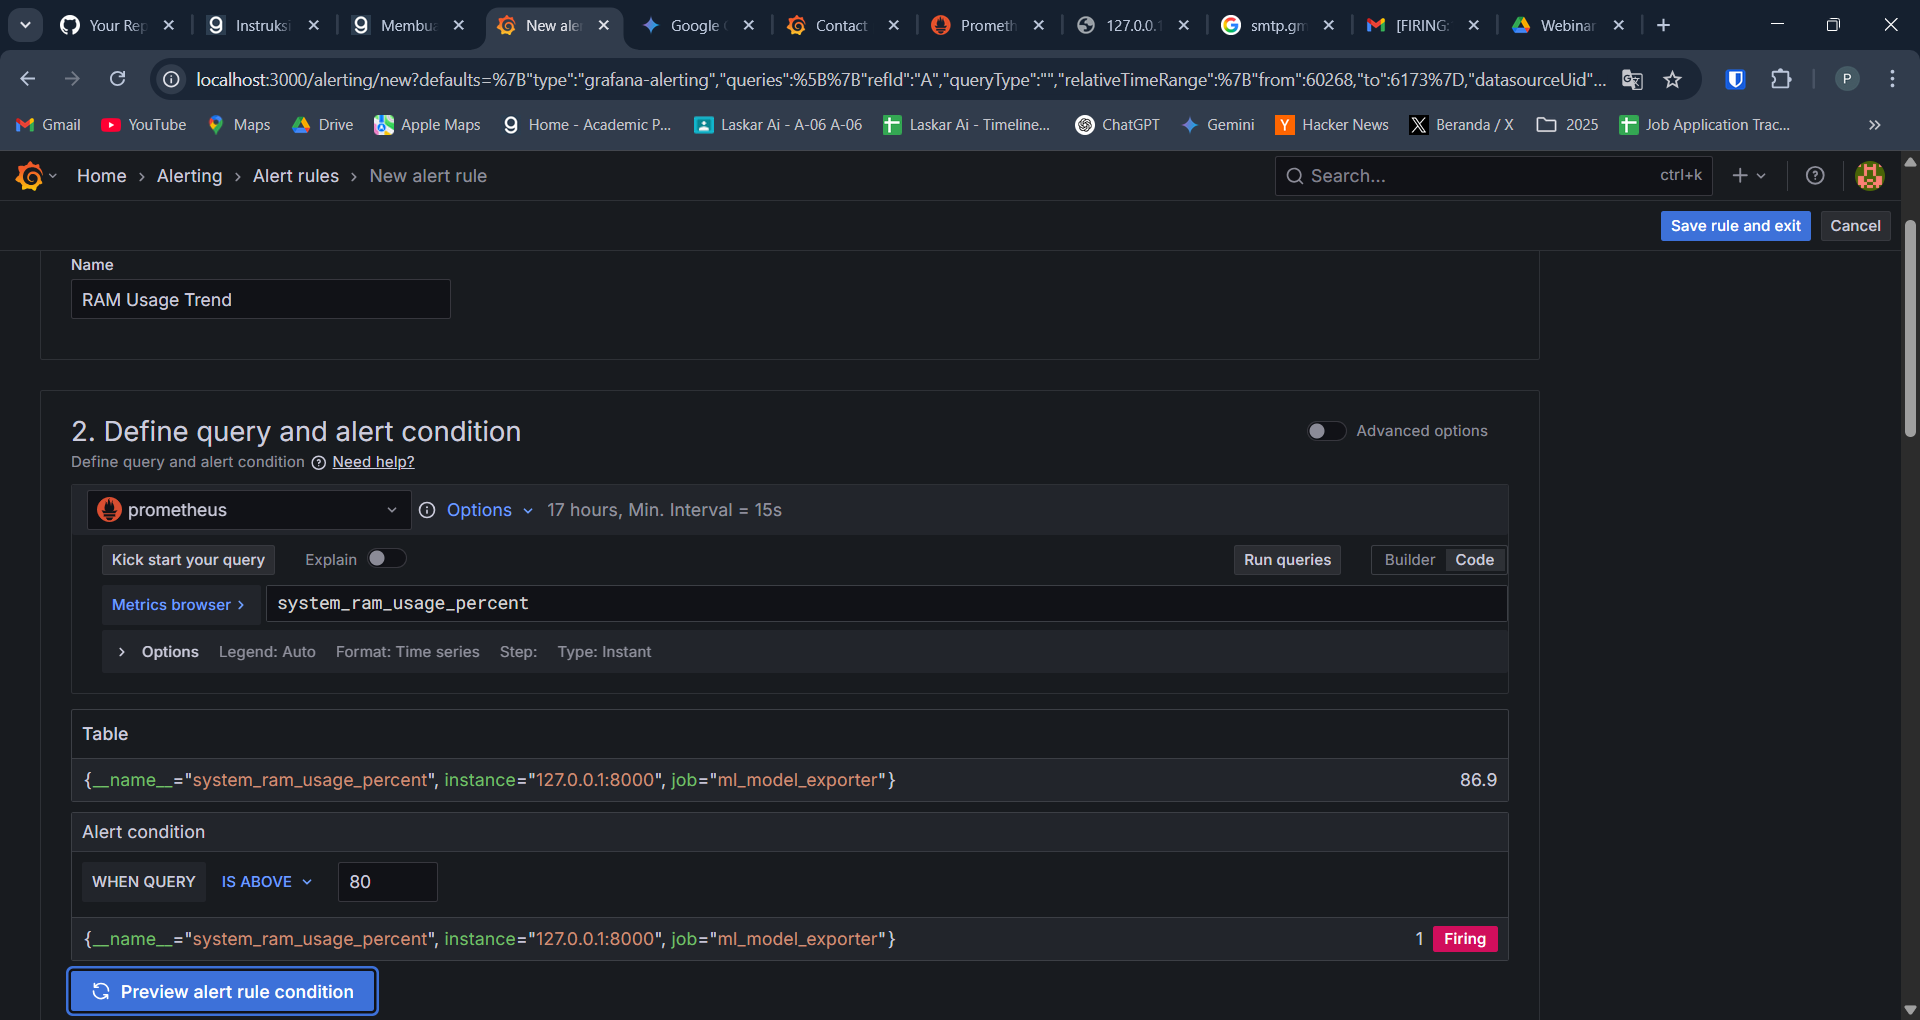 Your Rep
Instruksi
Membua
New aler
Google
Contact
Prometh
127.0.0.1
smtp.gm
[FIRING:
Webinar
localhost:3000/alerting/new?defaults=%7B"type":"grafana-alerting","queries":%5B%7B"refId":"A","queryType":"","relativeTimeRange":%7B"from":60268,"to":6173%7D,"datasourceUid"...
P
Gmail
YouTube
Maps
Drive
Apple Maps
Home - Academic P...
Laskar Ai - A-06 A-06
Laskar Ai - Timeline...
ChatGPT
Gemini
Hacker News
Beranda / X
2025
Job Application Trac...
»
Home › Alerting › Alert rules › New alert rule
Search...
ctrl+k
Save rule and exit
Cancel
Name
RAM Usage Trend
2. Define query and alert condition
Advanced options
Define query and alert condition Need help?
prometheus
Options 17 hours, Min. Interval = 15s
Kick start your query
Explain
Run queries
Builder
Code
Metrics browser >
system_ram_usage_percent
> Options Legend: Auto Format: Time series Step: Type: Instant
Table
{__name__="system_ram_usage_percent", instance="127.0.0.1:8000", job="ml_model_exporter"} 86.9
Alert condition
WHEN QUERY IS ABOVE 80
{__name__="system_ram_usage_percent", instance="127.0.0.1:8000", job="ml_model_exporter"} 1 Firing
Preview alert rule condition